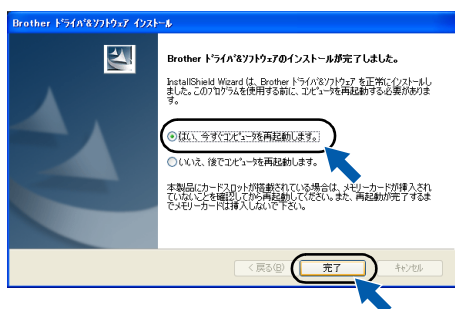 Brother ﾄﾞﾗｲﾊﾞ&ｿﾌﾄｳｪｱ ｲﾝｽﾄｰﾙ
Brother ﾄﾞﾗｲﾊﾞ&ｿﾌﾄｳｪｱのインストールが完了しました。
InstallShield Wizard は、Brother ﾄﾞﾗｲﾊﾞ&ｿﾌﾄｳｪｱ を正常にインストールし
ました。このﾌﾟﾛｸﾞﾗﾑを使用する前に、ｺﾝﾋﾟｭｰﾀを再起動する必要がありま
す。
はい、今すぐｺﾝﾋﾟｭｰﾀを再起動します。
いいえ、後でｺﾝﾋﾟｭｰﾀを再起動します。
本製品にカードスロットが搭載されている場合は、メモリーカードが挿入され
ていないことを確認してから再起動してください。また、再起動が完了するま
でメモリーカードは挿入しないで下さい。
< 戻る(B)
完了
ｷｬﾝｾﾙ